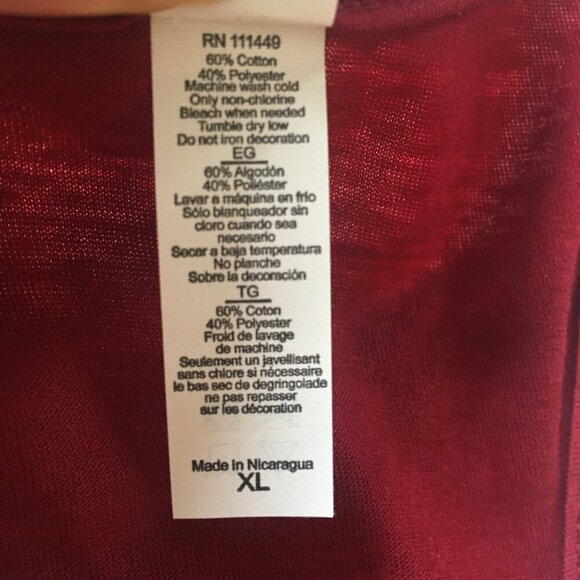 RN 111449
60% Cotton
40% Polyester
Machine wash cold
Only non-chlorine
Bleach when needed
Tumble dry low
Do not iron decoration
EG
60% Algodón
40% Poliéster
Lavar a máquina en frío
Sólo blanqueador sin
cloro cuando sea
necesario
Secar a baja temperatura
No planche
Sobre la decoración
TG
60% Coton
40% Polyester
Froid de lavage
de machine
Seulement un javellisant
sans chlore si nécessaire
le bas sec de degringolade
ne pas repasser
sur les décoration
Made in Nicaragua
XL